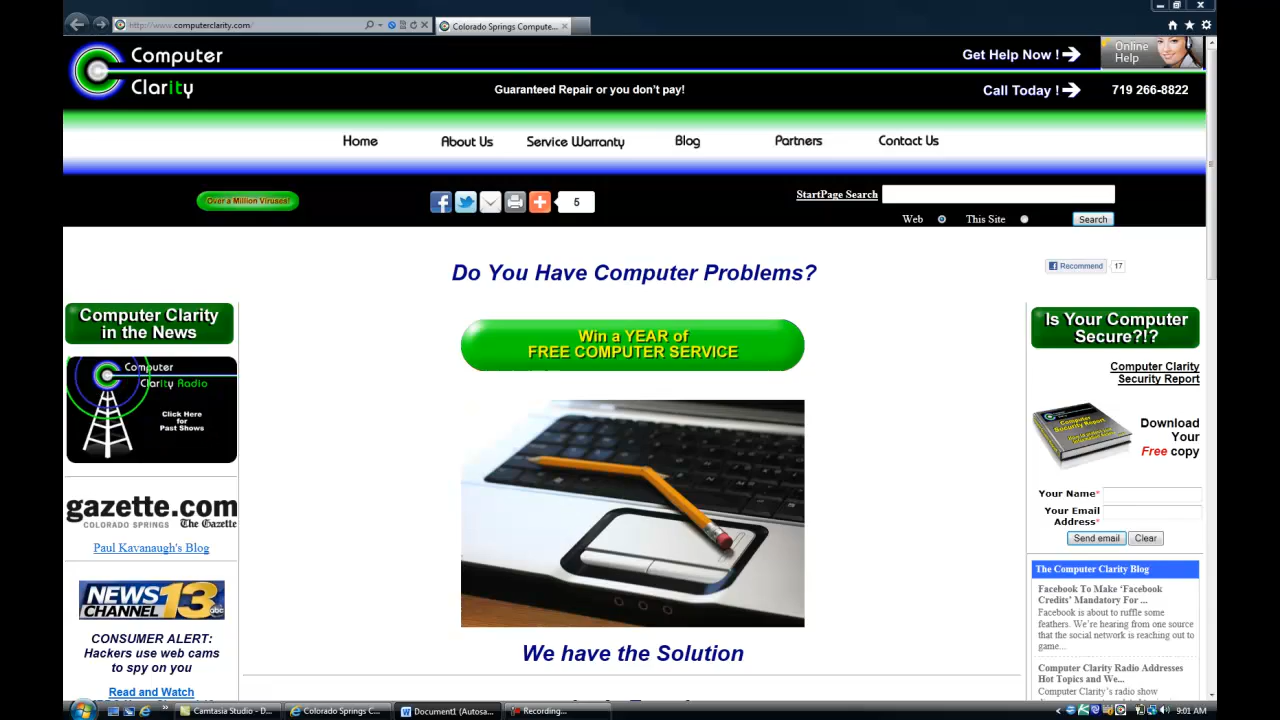 http://www.computerclarity.com/
Colorado Springs Compute...
Computer
Clarity
Get Help Now !
Online
Help
Guaranteed Repair or you don't pay!
Call Today !
719 266-8822
Home
About Us
Service Warranty
Blog
Partners
Contact Us
Over a Million Viruses!
5
StartPage Search
Web
This Site
Search
Do You Have Computer Problems?
Recommend
17
Computer Clarity
in the News
Win a YEAR of
FREE COMPUTER SERVICE
Is Your Computer
Secure?!?
Computer
Clarity Radio
Click Here
for
Past Shows
Computer Clarity
Security Report
Computer
Security Report
Download
Your
Free copy
gazette.com
COLORADO SPRINGS The Gazette
Paul Kavanaugh's Blog
Your Name*
Your Email
Address*
Send email
Clear
NEWS 13
CHANNEL
abc
CONSUMER ALERT:
Hackers use web cams
to spy on you
Read and Watch
We have the Solution
The Computer Clarity Blog
Facebook To Make ‘Facebook
Credits’ Mandatory For ...
Facebook is about to ruffle some
feathers. We’re hearing from one source
that the social network is reaching out to
game...
Computer Clarity Radio Addresses
Hot Topics and We...
Computer Clarity’s radio show
Camtasia Studio - D...
Colorado Springs C...
Document1 (Autosa...
Recording...
9:01 AM